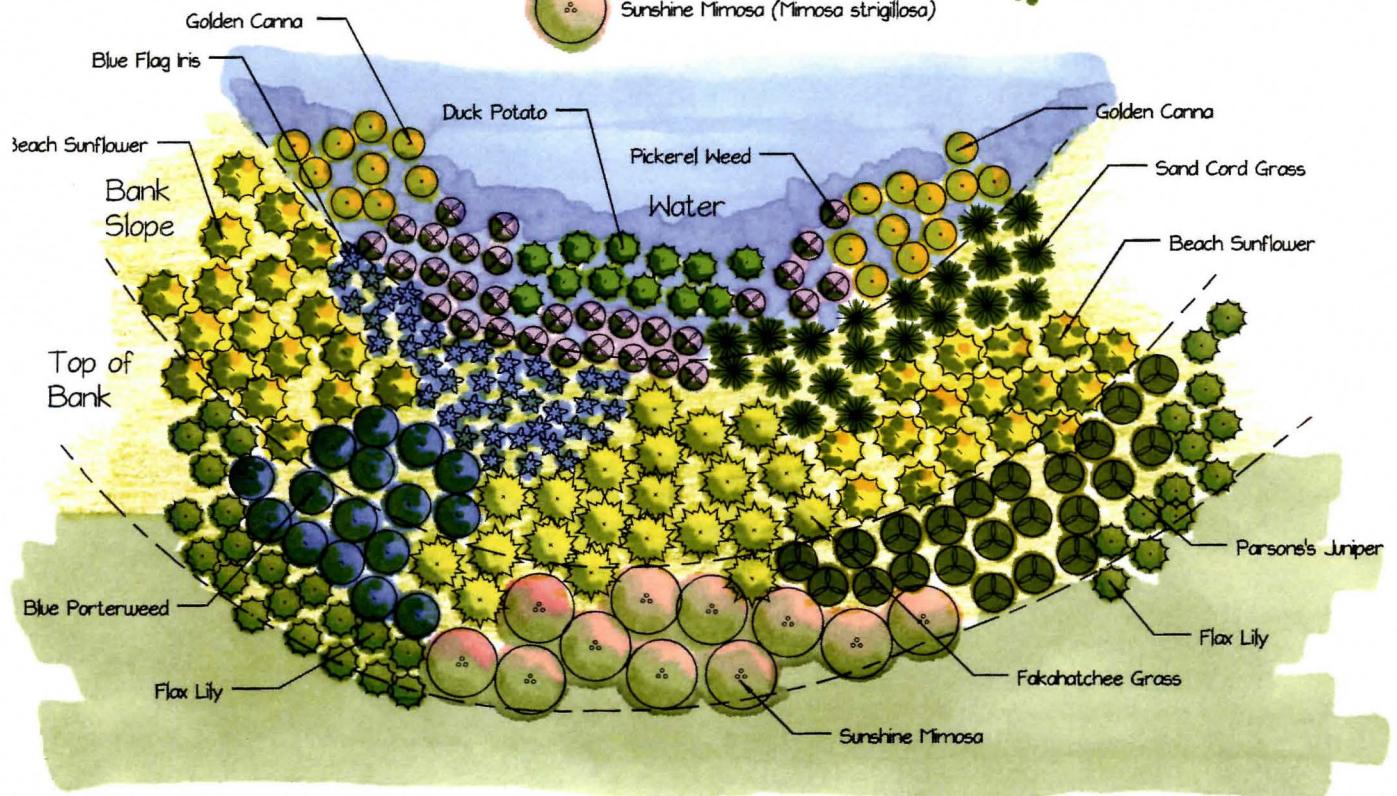 Sunshine Mimosa (Mimosa strigillosa)
Golden Canna
Blue Flag Iris
Duck Potato
Golden Canna
Beach Sunflower
Pickerel Weed
Sand Cord Grass
Bank
Slope
Water
Beach Sunflower
Top of
Bank
Parsons's Juniper
Blue Porterweed
Flax Lily
Flax Lily
Fakahatchee Grass
Sunshine Mimosa